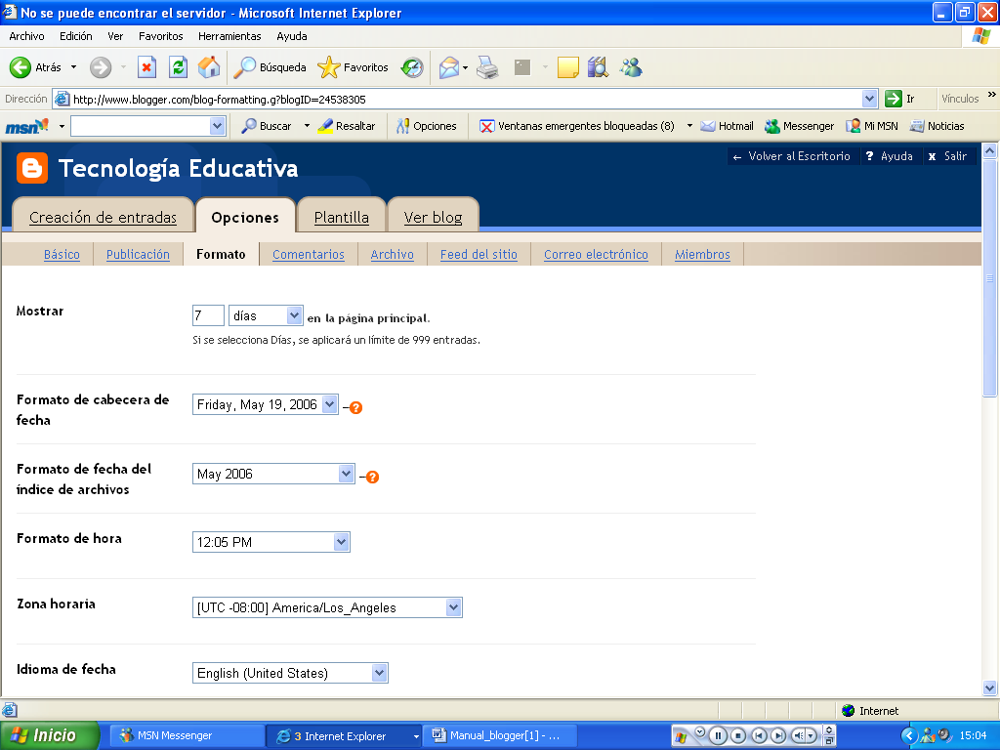 No se puede encontrar el servidor - Microsoft Internet Explorer
Archivo Edición Ver Favoritos Herramientas Ayuda
Atrás Búsqueda Favoritos
Dirección http://www.blogger.com/blog-formatting.g?blogID=24538305 Ir Vínculos »
msn Buscar Resaltar Opciones Ventanas emergentes bloqueadas (8) Hotmail Messenger Mi MSN Noticias
Tecnología Educativa
← Volver al Escritorio ? Ayuda x Salir
Creación de entradas Opciones Plantilla Ver blog
Básico Publicación Formato Comentarios Archivo Feed del sitio Correo electrónico Miembros
Mostrar 7 días en la página principal.
Si se selecciona Días, se aplicará un límite de 999 entradas.
Formato de cabecera de fecha Friday, May 19, 2006 – ?
Formato de fecha del índice de archivos May 2006 – ?
Formato de hora 12:05 PM
Zona horaria [UTC -08:00] America/Los_Angeles
Idioma de fecha English (United States)
Internet
Inicio MSN Messenger 3 Internet Explorer Manual_blogger[1] - ... 15:04